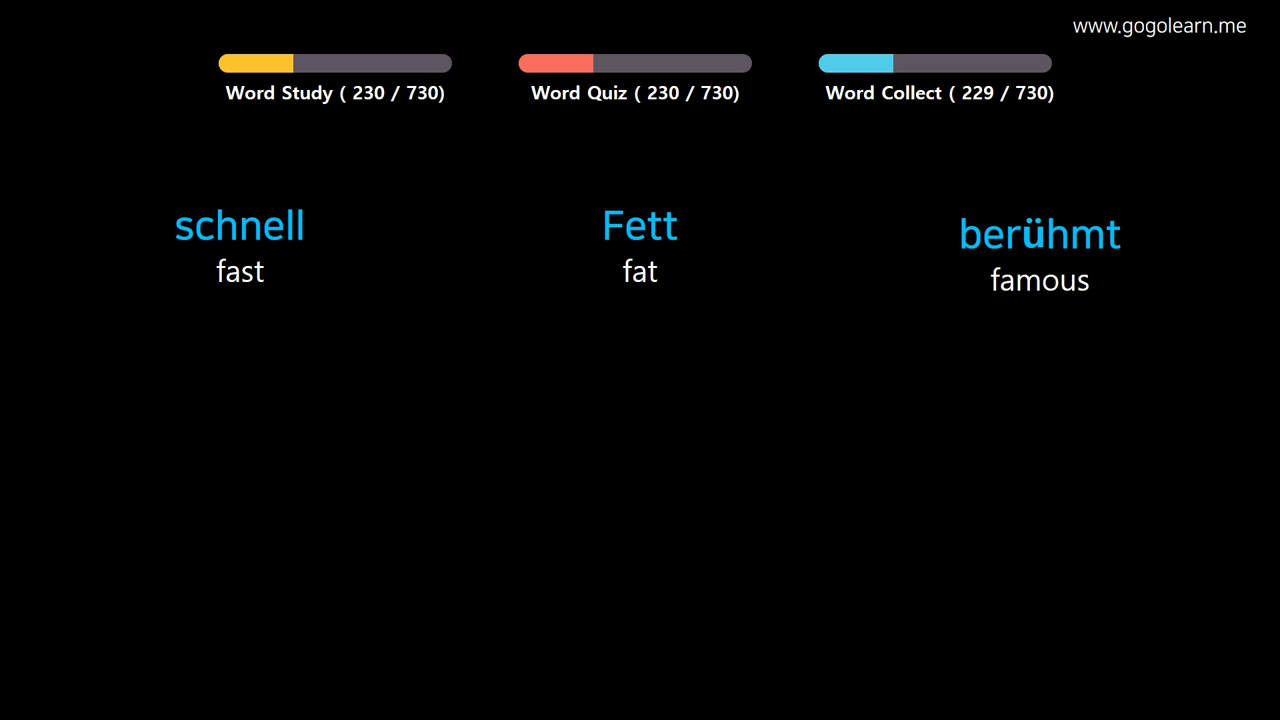 www.gogolearn.me
Word Study ( 230 / 730)
Word Quiz ( 230 / 730)
Word Collect ( 229 / 730)
schnell
fast
Fett
fat
berühmt
famous